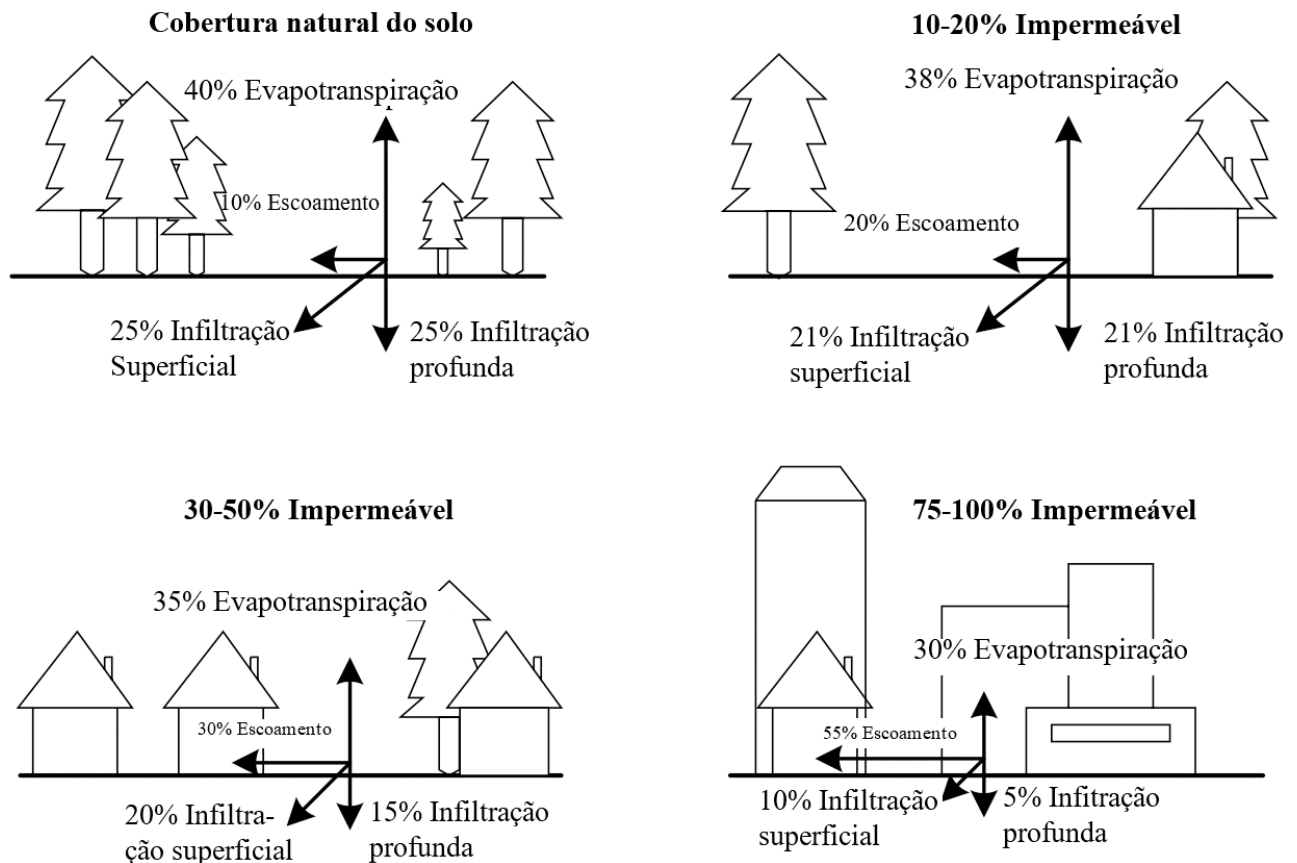 Cobertura natural do solo
40% Evapotranspiração
10% Escoamento
25% Infiltração
Superficial
25% Infiltração
profunda
10-20% Impermeável
38% Evapotranspiração
20% Escoamento
21% Infiltração
superficial
21% Infiltração
profunda
30-50% Impermeável
35% Evapotranspiração
30% Escoamento
20% Infiltra-
ção superficial
15% Infiltração
profunda
75-100% Impermeável
30% Evapotranspiração
55% Escoamento
10% Infiltração
superficial
5% Infitração
profunda